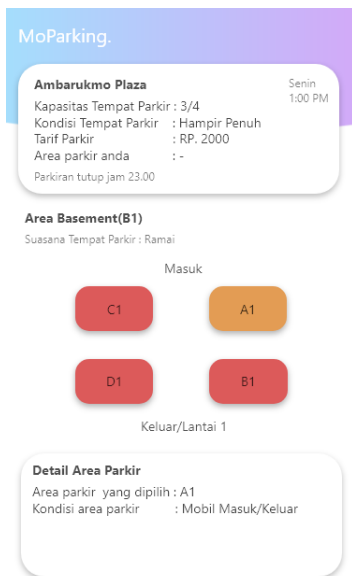 MoParking.
Ambarukmo Plaza
Senin
1:00 PM
Kapasitas Tempat Parkir : 3/4
Kondisi Tempat Parkir : Hampir Penuh
Tarif Parkir : RP. 2000
Area parkir anda : -
Parkiran tutup jam 23.00
Area Basement(B1)
Suasana Tempat Parkir : Ramai
Masuk
C1 A1
D1 B1
Keluar/Lantai 1
Detail Area Parkir
Area parkir yang dipilih : A1
Kondisi area parkir : Mobil Masuk/Keluar